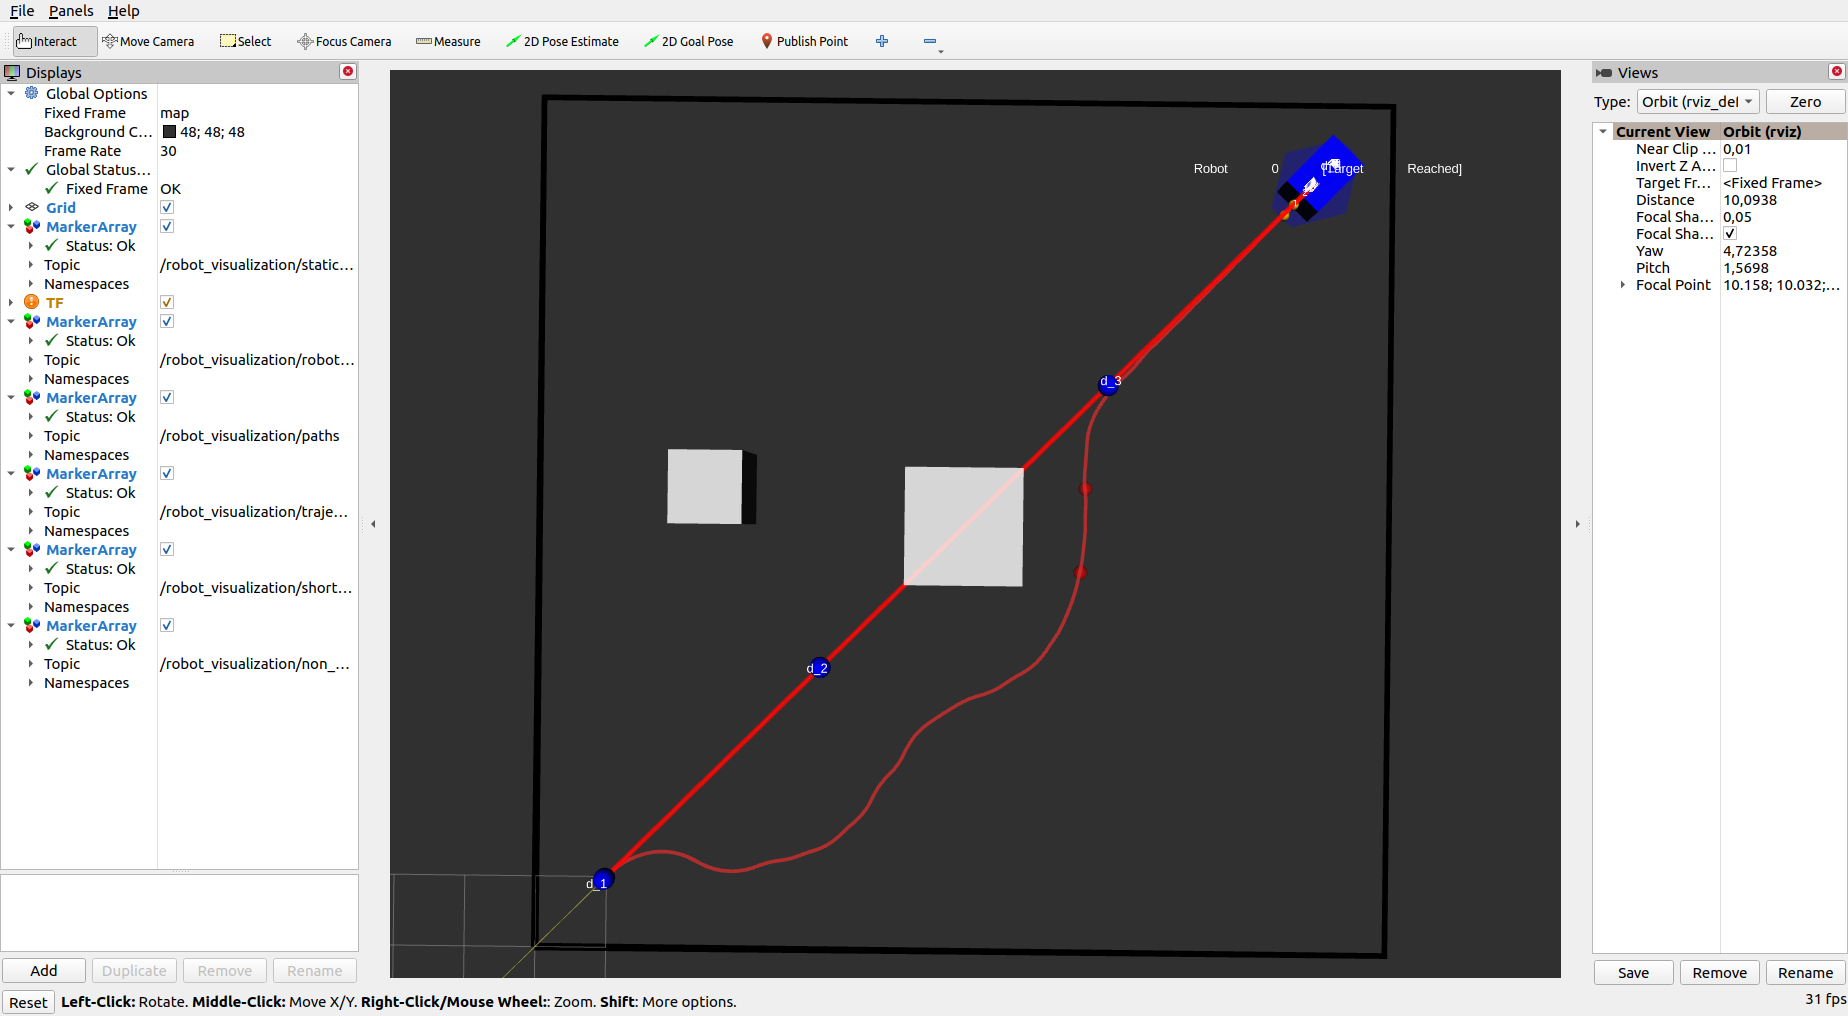 File Panels Help
Interact Move Camera Select Focus Camera Measure 2D Pose Estimate 2D Goal Pose Publish Point
Displays
Global Options
Fixed Frame map
Background C... 48; 48; 48
Frame Rate 30
Global Status...
Fixed Frame OK
Grid
MarkerArray
Status: Ok
Topic /robot_visualization/static...
Namespaces
TF
MarkerArray
Status: Ok
Topic /robot_visualization/robot...
Namespaces
MarkerArray
Status: Ok
Topic /robot_visualization/paths
Namespaces
MarkerArray
Status: Ok
Topic /robot_visualization/traje...
Namespaces
MarkerArray
Status: Ok
Topic /robot_visualization/short...
Namespaces
MarkerArray
Status: Ok
Topic /robot_visualization/non_...
Namespaces
Add Duplicate Remove Rename
Reset Left-Click: Rotate. Middle-Click: Move X/Y. Right-Click/Mouse Wheel:: Zoom. Shift: More options.
Robot 0 [Target Reached]
d_3
d_2
d_1
Views
Type: Orbit (rviz_def Zero
Current View Orbit (rviz)
Near Clip ... 0,01
Invert Z A...
Target Fr... <Fixed Frame>
Distance 10,0938
Focal Sha... 0,05
Focal Sha...
Yaw 4,72358
Pitch 1,5698
Focal Point 10.158; 10.032;...
Save Remove Rename
31 fps